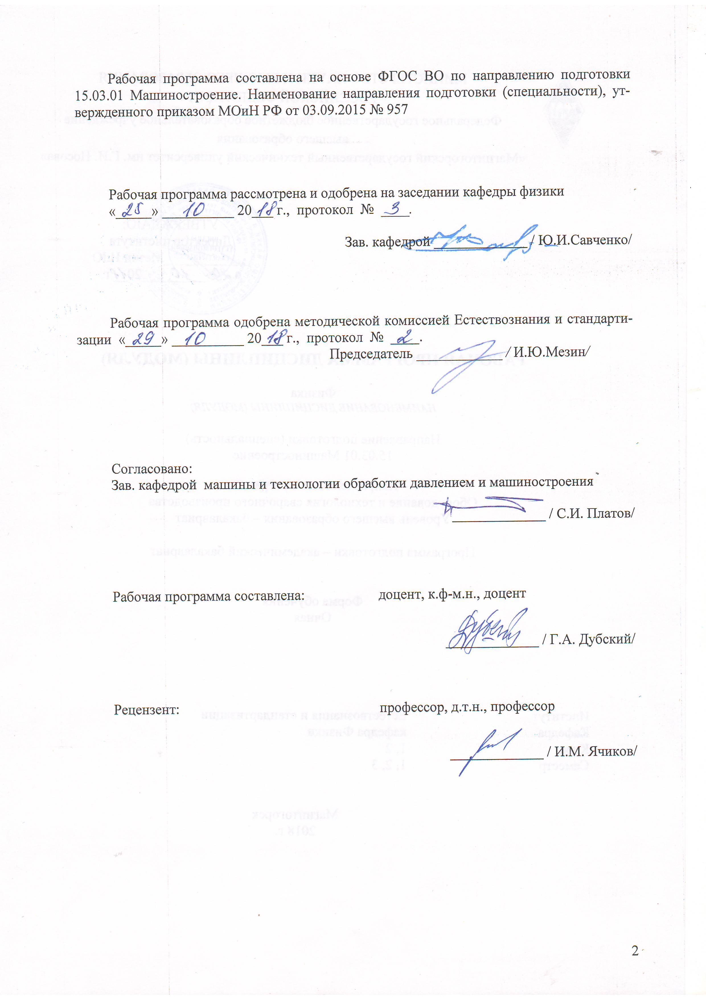 Рабочая программа составлена на основе ФГОС ВО по направлению подготовки
15.03.01 Машиностроение. Наименование направления подготовки (специальности), ут-
вержденного приказом МОиН РФ от 03.09.2015 № 957
Рабочая программа рассмотрена и одобрена на заседании кафедры физики
« 25 » 10 2018 г., протокол № 3.
Зав. кафедрой / Ю.И.Савченко/
Рабочая программа одобрена методической комиссией Естествознания и стандарти-
зации « 29 » 10 2018 г., протокол № 2.
Председатель / И.Ю.Мезин/
Согласовано:
Зав. кафедрой машины и технологии обработки давлением и машиностроения
/ С.И. Платов/
Рабочая программа составлена: доцент, к.ф-м.н., доцент
/ Г.А. Дубский/
Рецензент: профессор, д.т.н., профессор
/ И.М. Ячиков/
2